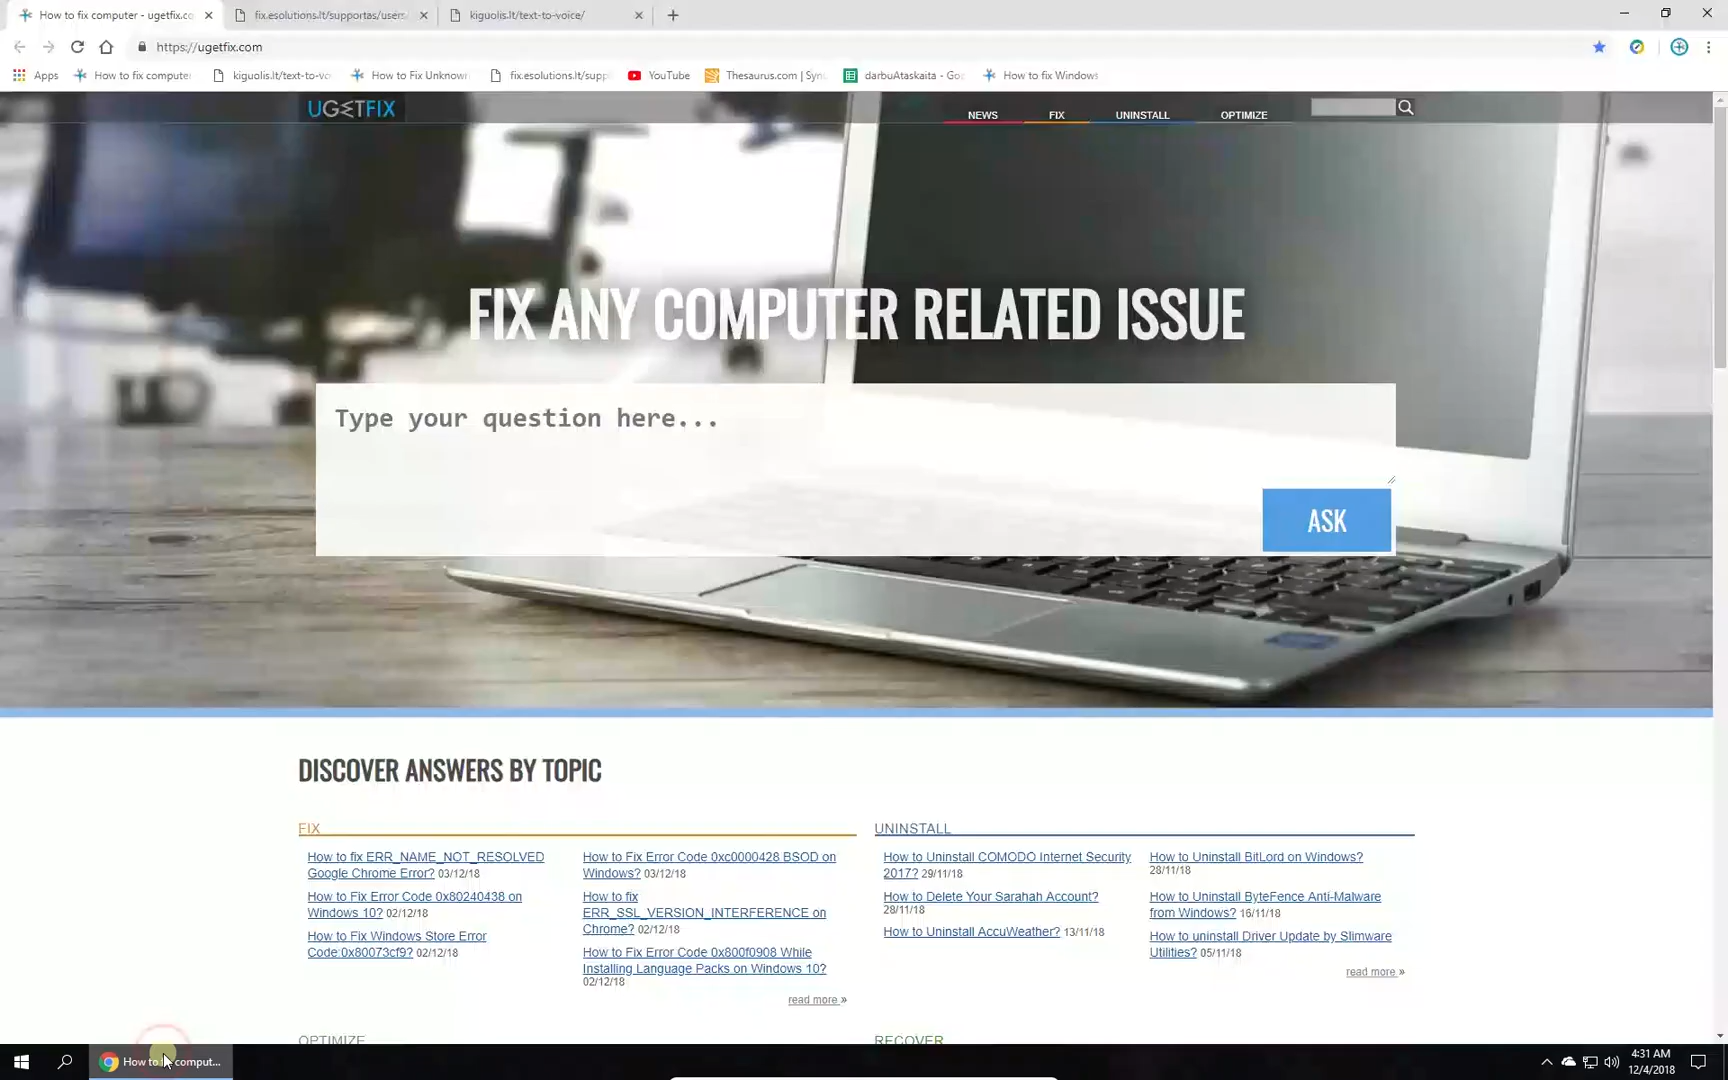 How to fix computer - ugetfix.co
fix.esolutions.lt/supportas/users
kiguolis.lt/text-to-voice/
https://ugetfix.com
Apps
How to fix computer
kiguolis.lt/text-to-vo
How to Fix Unknow
fix.esolutions.lt/supp
YouTube
Thesaurus.com | Syn
darbuAtaskaita - Goo
How to fix Windows
UGETFIX
NEWS
FIX
UNINSTALL
OPTIMIZE
FIX ANY COMPUTER RELATED ISSUE
Type your question here...
ASK
DISCOVER ANSWERS BY TOPIC
FIX
How to fix ERR_NAME_NOT_RESOLVED
Google Chrome Error? 03/12/18
How to Fix Error Code 0x80240438 on
Windows 10? 02/12/18
How to Fix Windows Store Error
Code:0x80073cf9? 02/12/18
How to Fix Error Code 0xc0000428 BSOD on
Windows? 03/12/18
How to fix
ERR_SSL_VERSION_INTERFERENCE on
Chrome? 02/12/18
How to Fix Error Code 0x800f0908 While
Installing Language Packs on Windows 10?
02/12/18
read more »
UNINSTALL
How to Uninstall COMODO Internet Security
2017? 29/11/18
How to Delete Your Sarahah Account?
28/11/18
How to Uninstall AccuWeather? 13/11/18
How to Uninstall BitLord on Windows?
28/11/18
How to Uninstall ByteFence Anti-Malware
from Windows? 16/11/18
How to uninstall Driver Update by Slimware
Utilities? 05/11/18
read more »
OPTIMIZE
RECOVER
How to comput...
4:31 AM
12/4/2018